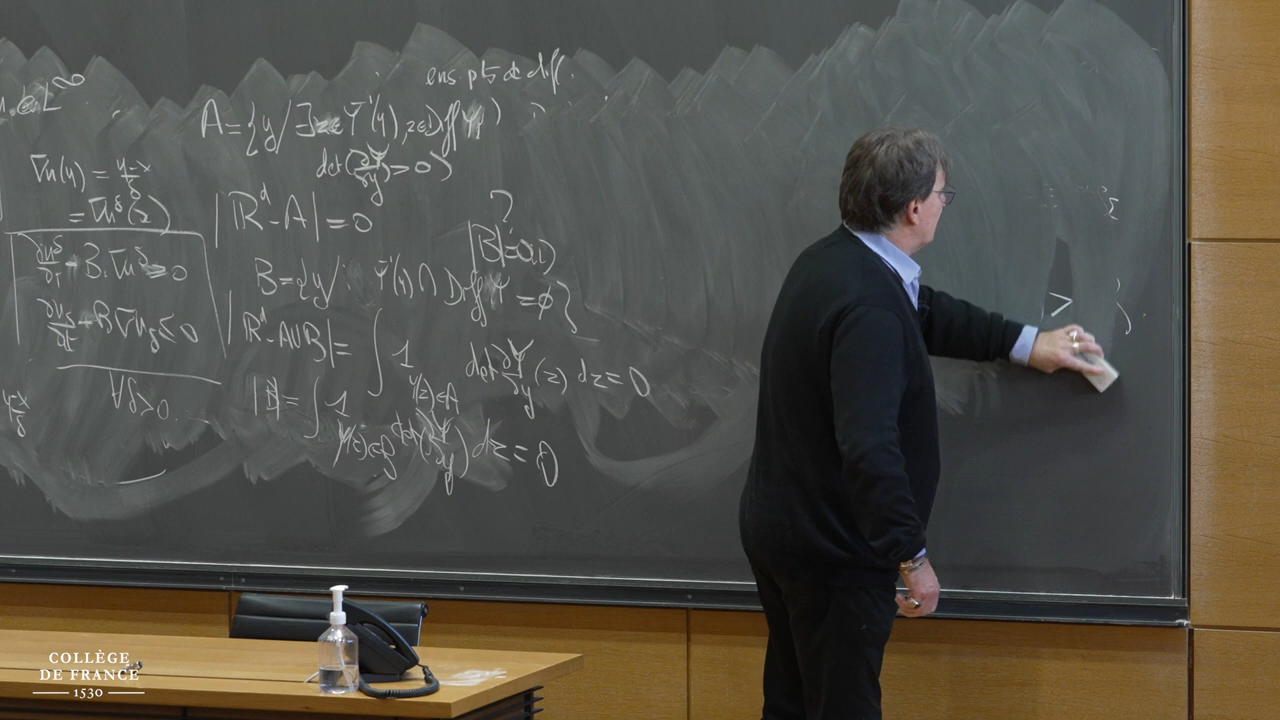 L^∞
∇u(y) = (y-x)/δ
= ∇u^δ(z)
∂u^δ/∂t + B.∇u^δ ≥ 0
∂u_δ/∂t - B∇u_δ ≤ 0
∀δ>0
(y-x)/δ
ens pts de diff.
A = {y / ∃ z∈Ψ^{-1}(y), z∈Diff(Ψ)
det(∂Ψ/∂y) > 0}
|ℝ^d - A| = 0
?
|B| = 0
B = {y / Ψ^{-1}(y) ∩ Diff Ψ = ϕ}
|ℝ^d - A∪B| = ∫ 1 Ψ(z)∈A det ∂Ψ/∂y (z) dz = 0
|B| = ∫ 1 Ψ(z)∈B det(∂Ψ/∂y) dz = 0
>
COLLÈGE
DE FRANCE
1530